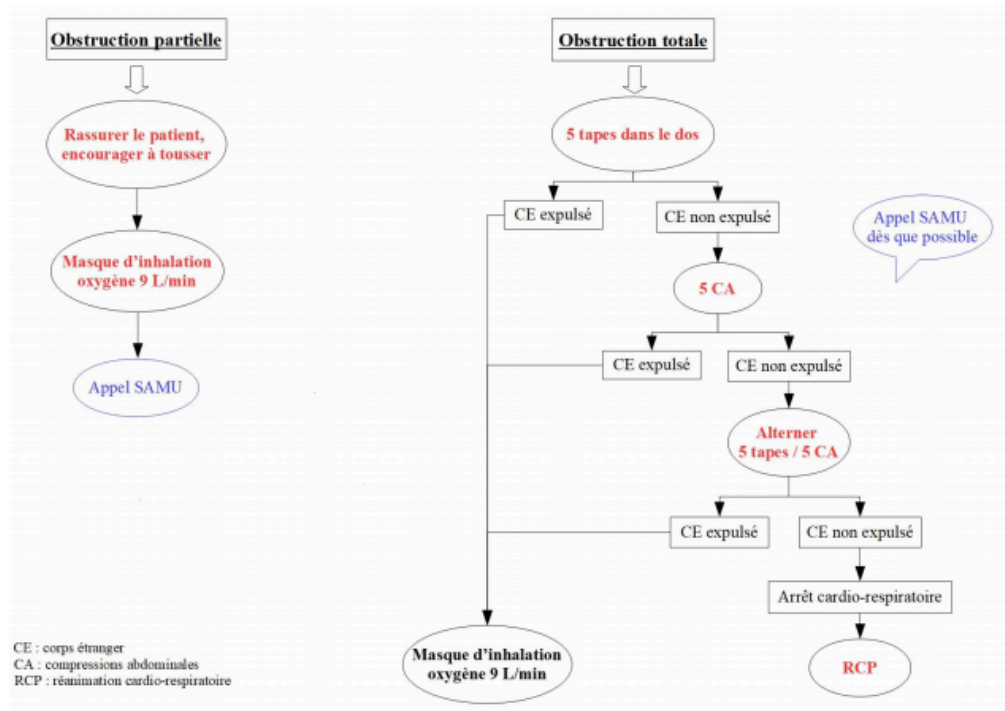 Obstruction partielle
Rassurer le patient,
encourager à tousser
Masque d'inhalation
oxygène 9 L/min
Appel SAMU
Obstruction totale
5 tapes dans le dos
CE expulsé
CE non expulsé
Appel SAMU
dès que possible
5 CA
CE expulsé
CE non expulsé
Alterner
5 tapes / 5 CA
CE expulsé
CE non expulsé
Arrêt cardio-respiratoire
Masque d'inhalation
oxygène 9 L/min
RCP
CE : corps étranger
CA : compressions abdominales
RCP : réanimation cardio-respiratoire